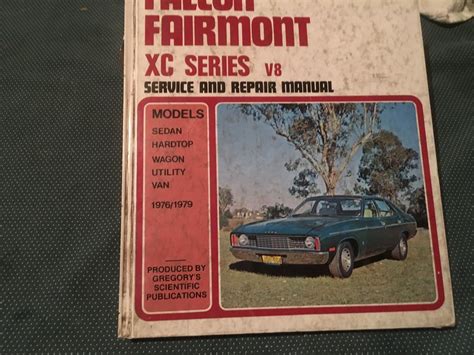 FALCON
FAIRMONT
XC SERIES V8
SERVICE AND REPAIR MANUAL
MODELS
SEDAN
HARDTOP
WAGON
UTILITY
VAN
1976/1979
PRODUCED BY
GREGORY'S
SCIENTIFIC
PUBLICATIONS